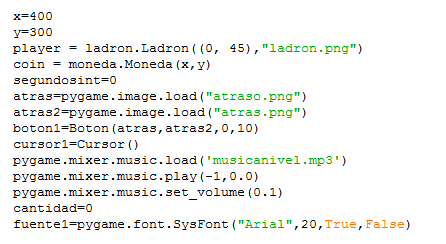 x=400
y=300
player = ladron.Ladron((0, 45),"ladron.png")
coin = moneda.Moneda(x,y)
segundosint=0
atras=pygame.image.load("atraso.png")
atras2=pygame.image.load("atras.png")
boton1=Boton(atras,atras2,0,10)
cursor1=Cursor()
pygame.mixer.music.load('musicanivel.mp3')
pygame.mixer.music.play(-1,0.0)
pygame.mixer.music.set_volume(0.1)
cantidad=0
fuente1=pygame.font.SysFont("Arial",20,True,False)